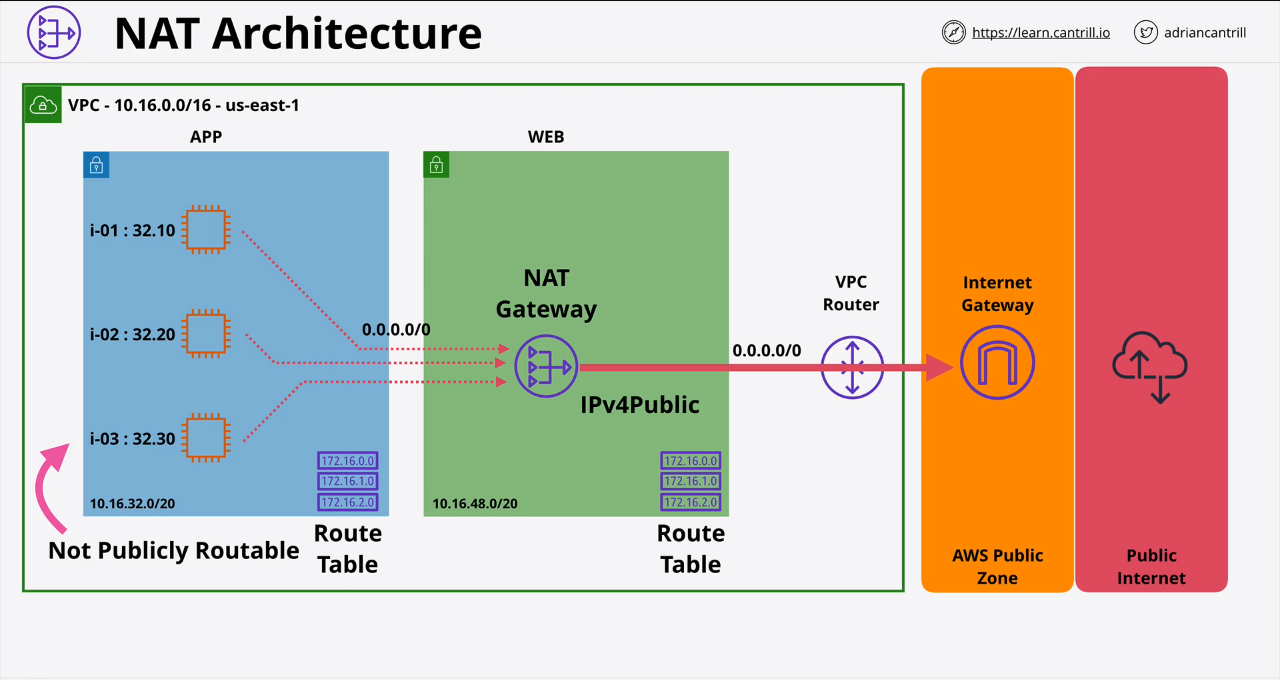 NAT Architecture
https://learn.cantrill.io
adriancantrill
VPC - 10.16.0.0/16 - us-east-1
APP
WEB
i-01 : 32.10
i-02 : 32.20
i-03 : 32.30
0.0.0.0/0
NAT
Gateway
IPv4Public
0.0.0.0/0
VPC
Router
Internet
Gateway
172.16.0.0
172.16.1.0
172.16.2.0
10.16.32.0/20
172.16.0.0
172.16.1.0
172.16.2.0
10.16.48.0/20
Not Publicly Routable
Route
Table
Route
Table
AWS Public
Zone
Public
Internet